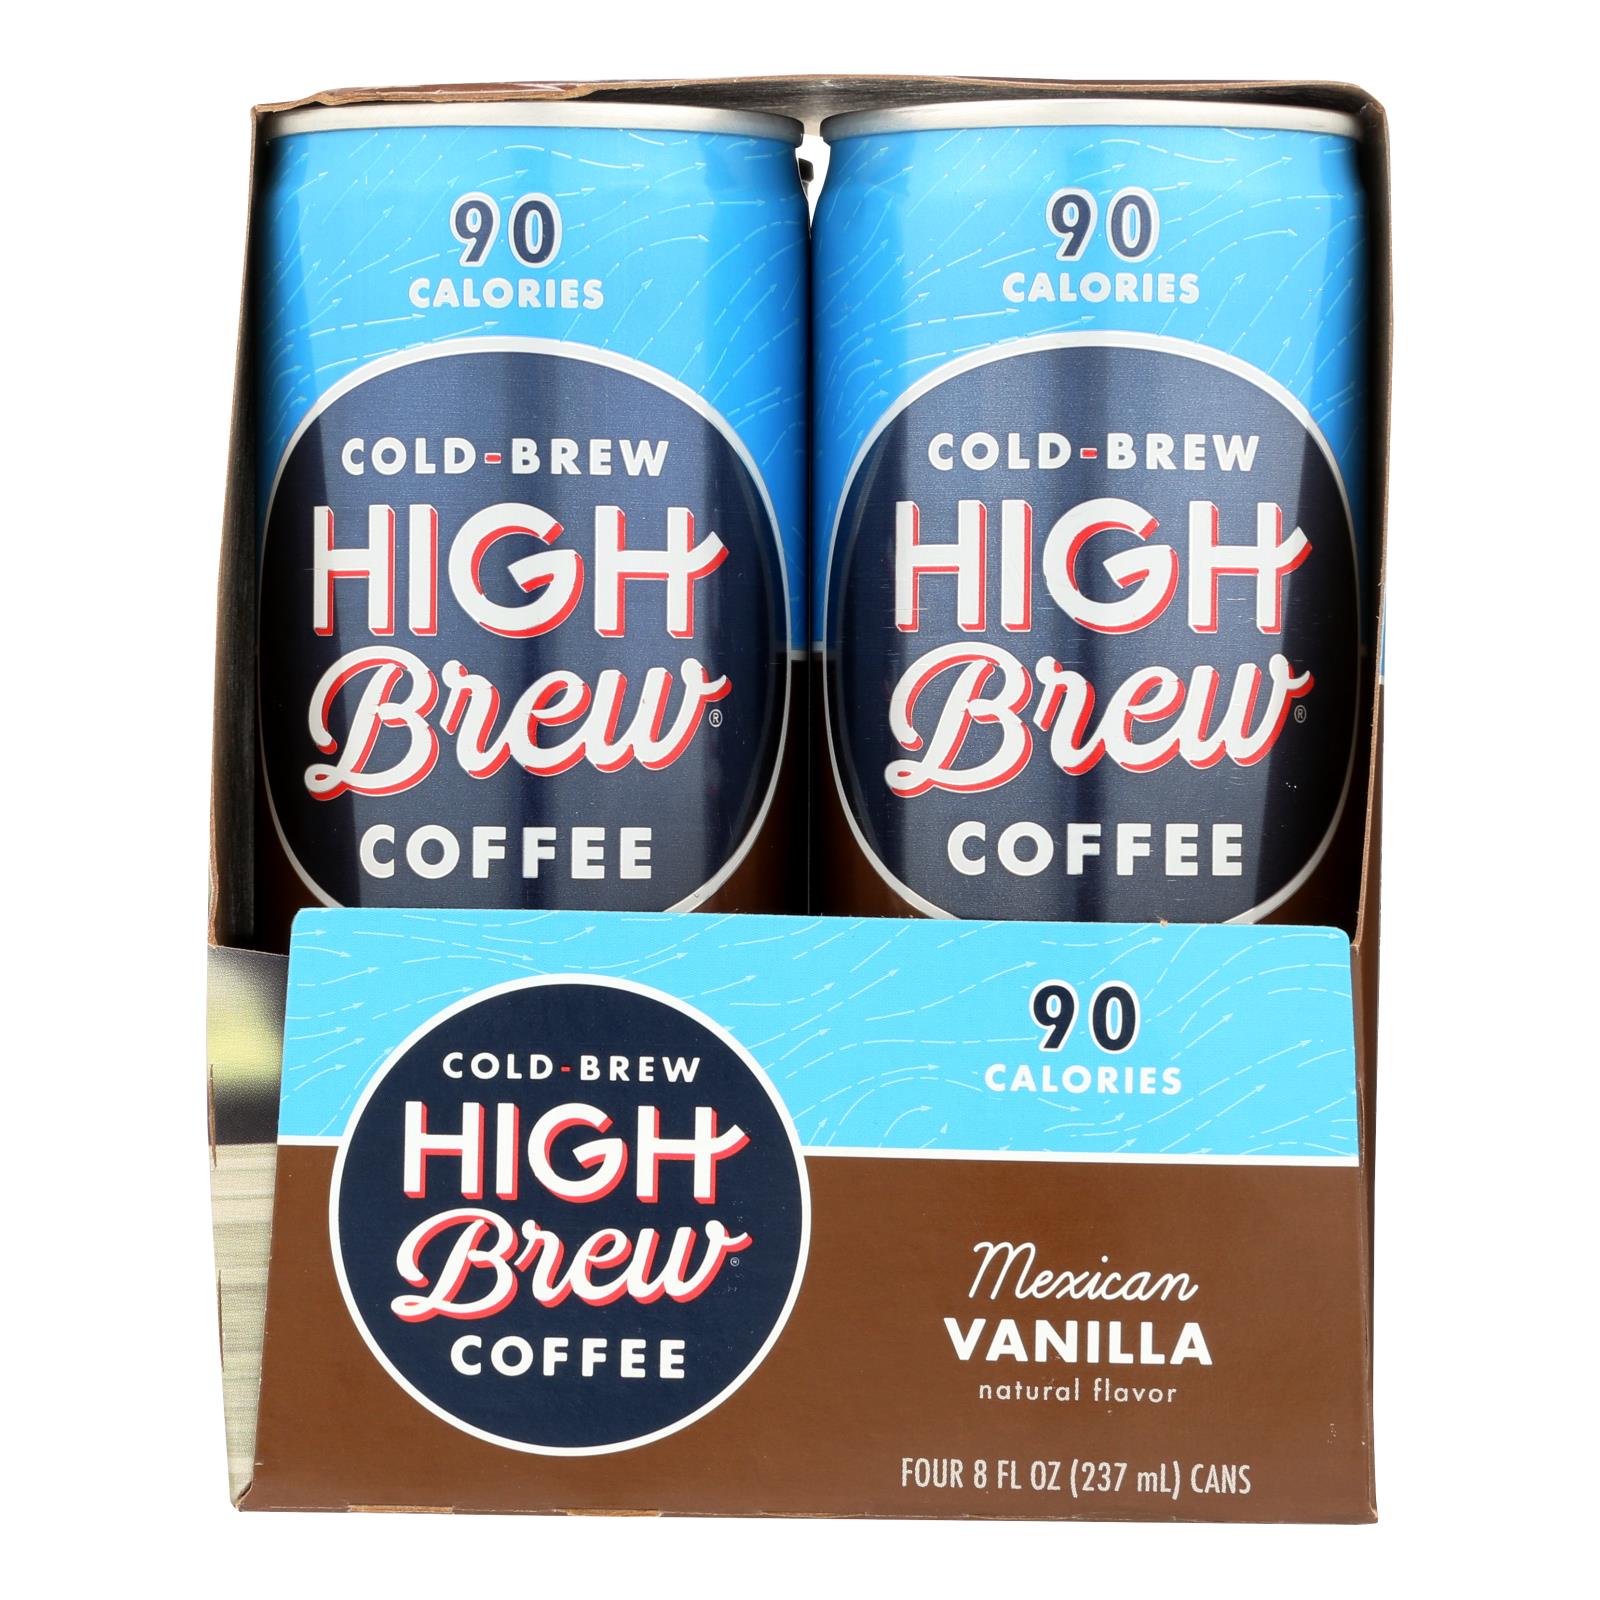 90
CALORIES
COLD-BREW
HIGH
Brew®
COFFEE
90
CALORIES
COLD-BREW
HIGH
Brew®
COFFEE
COLD-BREW
HIGH
Brew®
COFFEE
90
CALORIES
Mexican
VANILLA
natural flavor
FOUR 8 FL OZ (237 mL) CANS